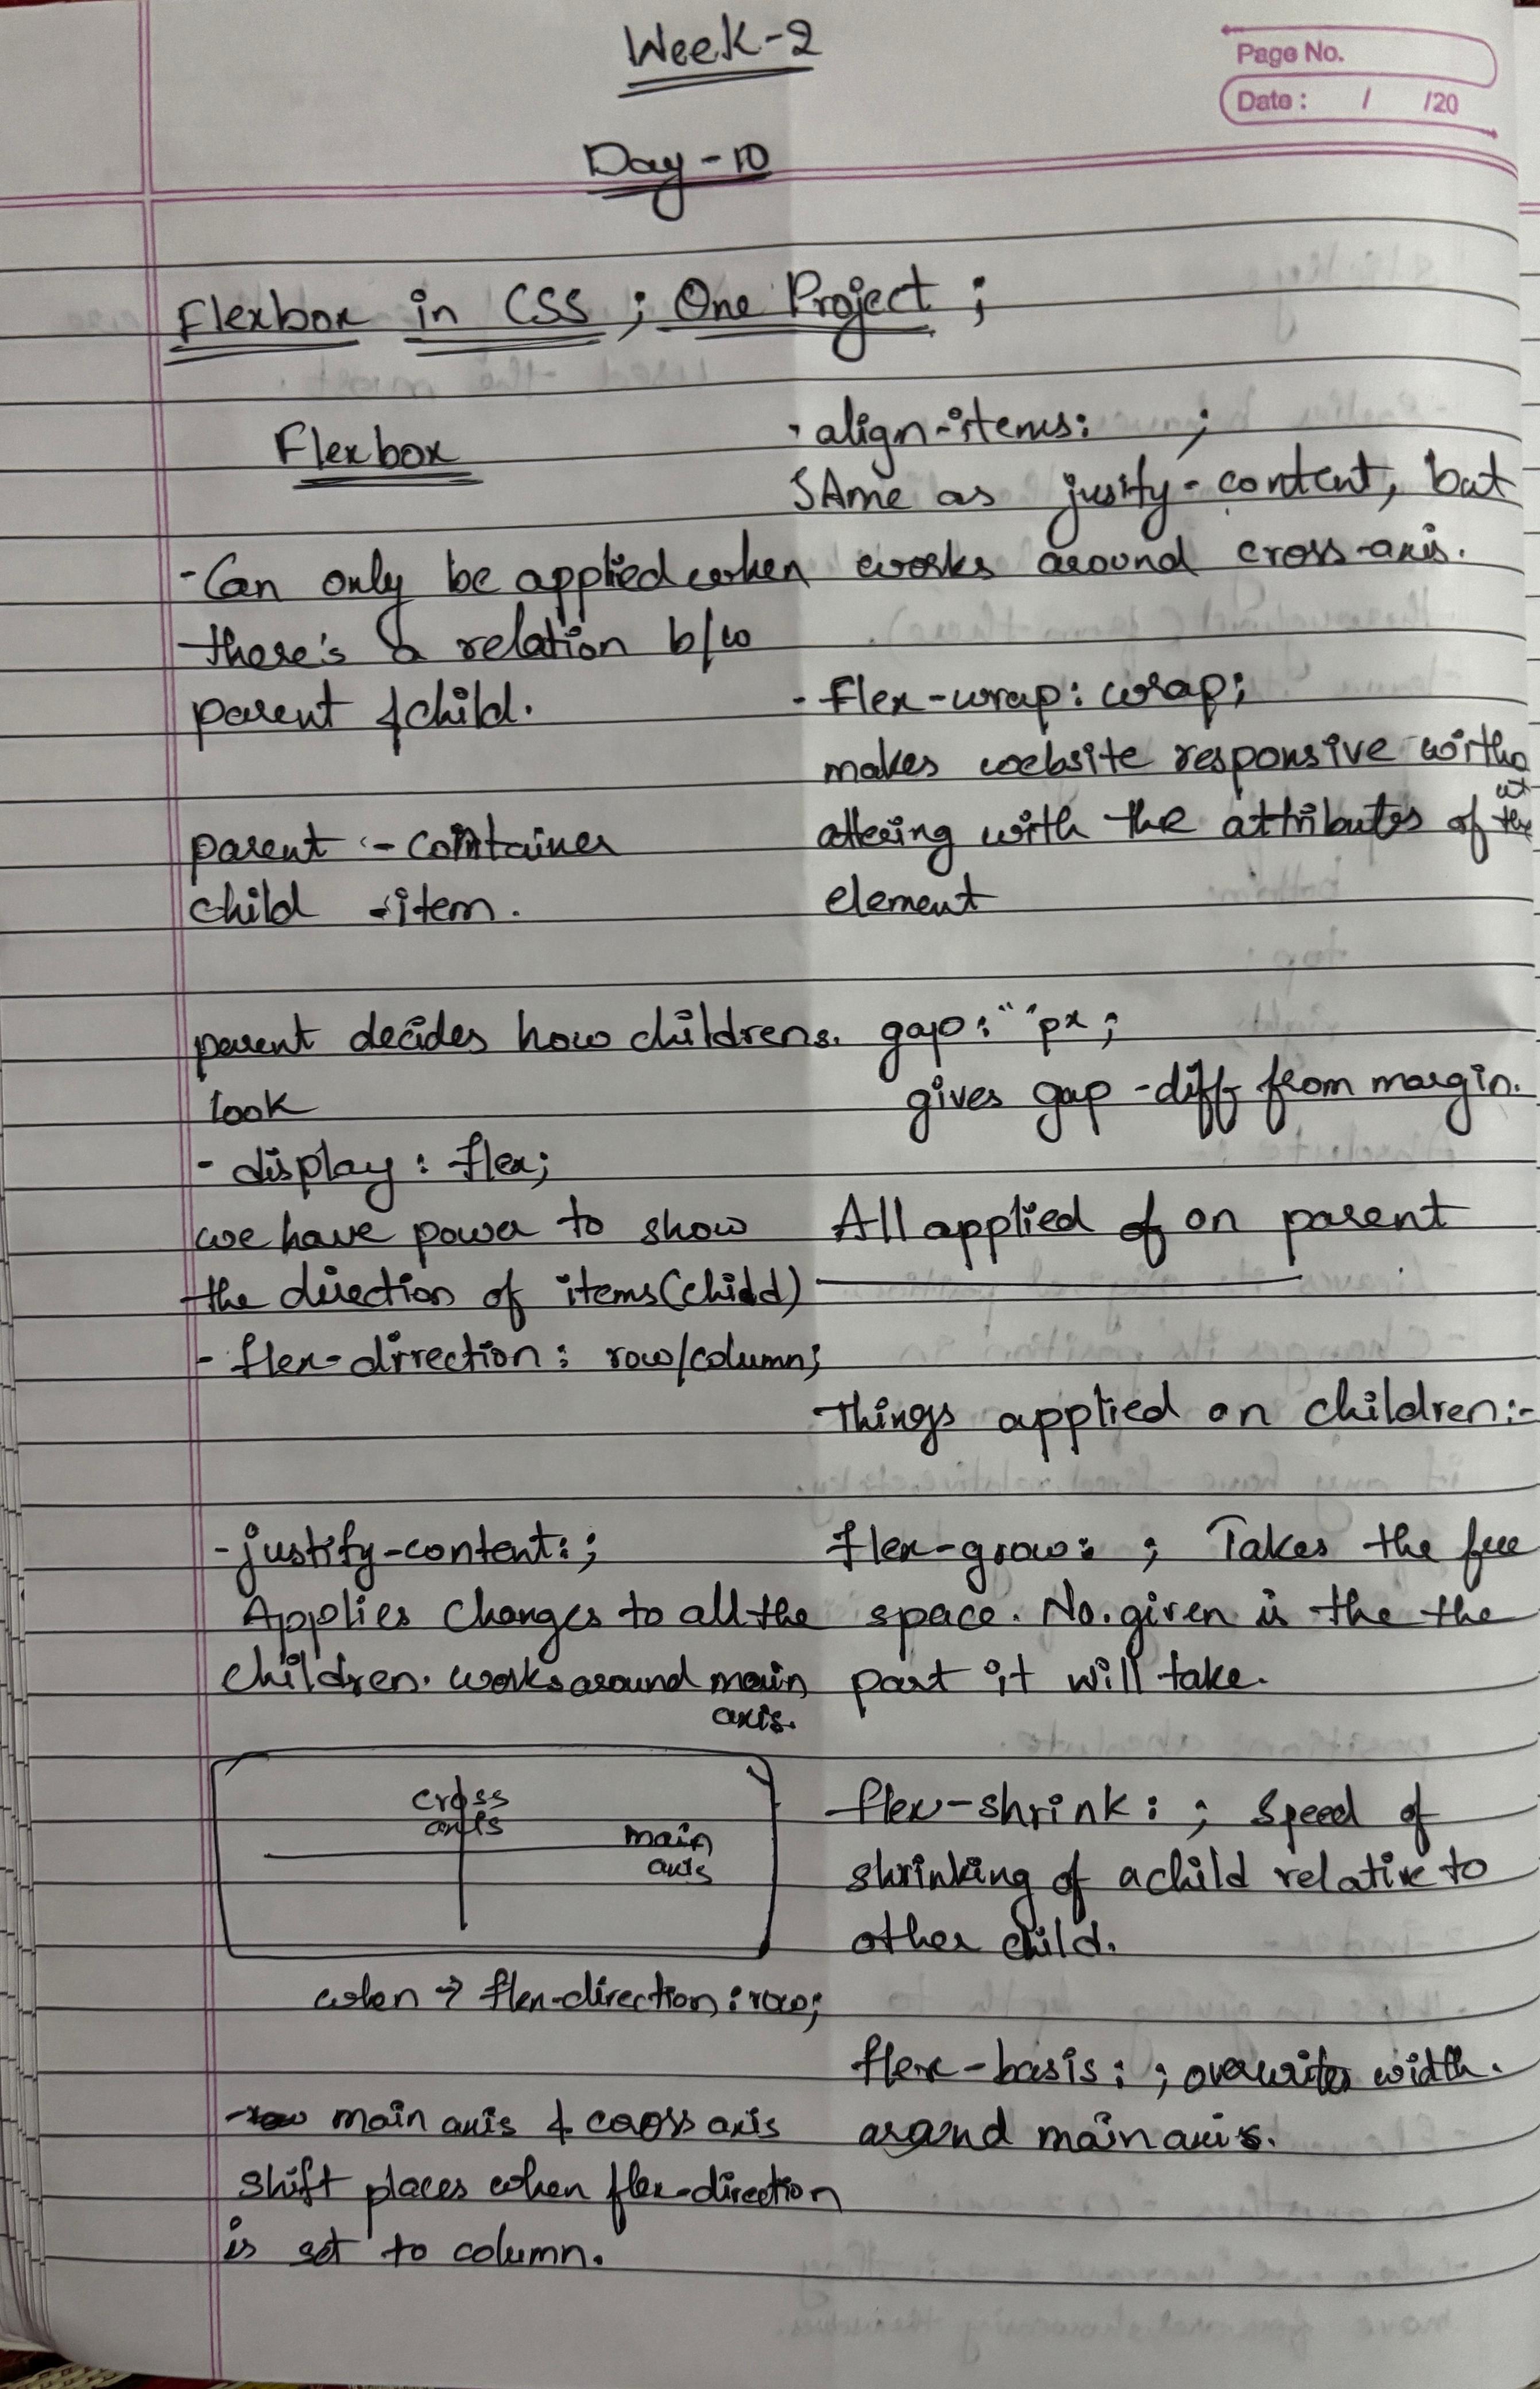 Week-2
Page No.
Date : / /20
Day-10
Flexbox in CSS ; One Project ;
Flexbox
- Can only be applied when
there's a relation b/w
parent & child.
parent :- container
child - item.
parent decides how childrens.
look
- display : flex;
we have power to show
the direction of items(child)
- flex-direction : row/column;
- justify-content: ;
Applies changes to all the
children. works around main
axis.
cross
axis
main
axis
when → flex-direction : row;
main axis & cross axis
shift places when flex-direction
is set to column.
- align-items: ;
SAme as justify-content, but
works around cross-axis.
- Flex-wrap: wrap;
makes website responsive witho
ut
altering with the attributes of the
element
gap: " "px ;
gives gap - diff from margin.
All applied of on parent
Things applied on children:-
flex-grow: ; Takes the free
space. No. given is the the
part it will take.
flex-shrink: ; Speed of
shrinking of a child relative to
other child.
flex-basis: ; overwrites width.
around main axis.